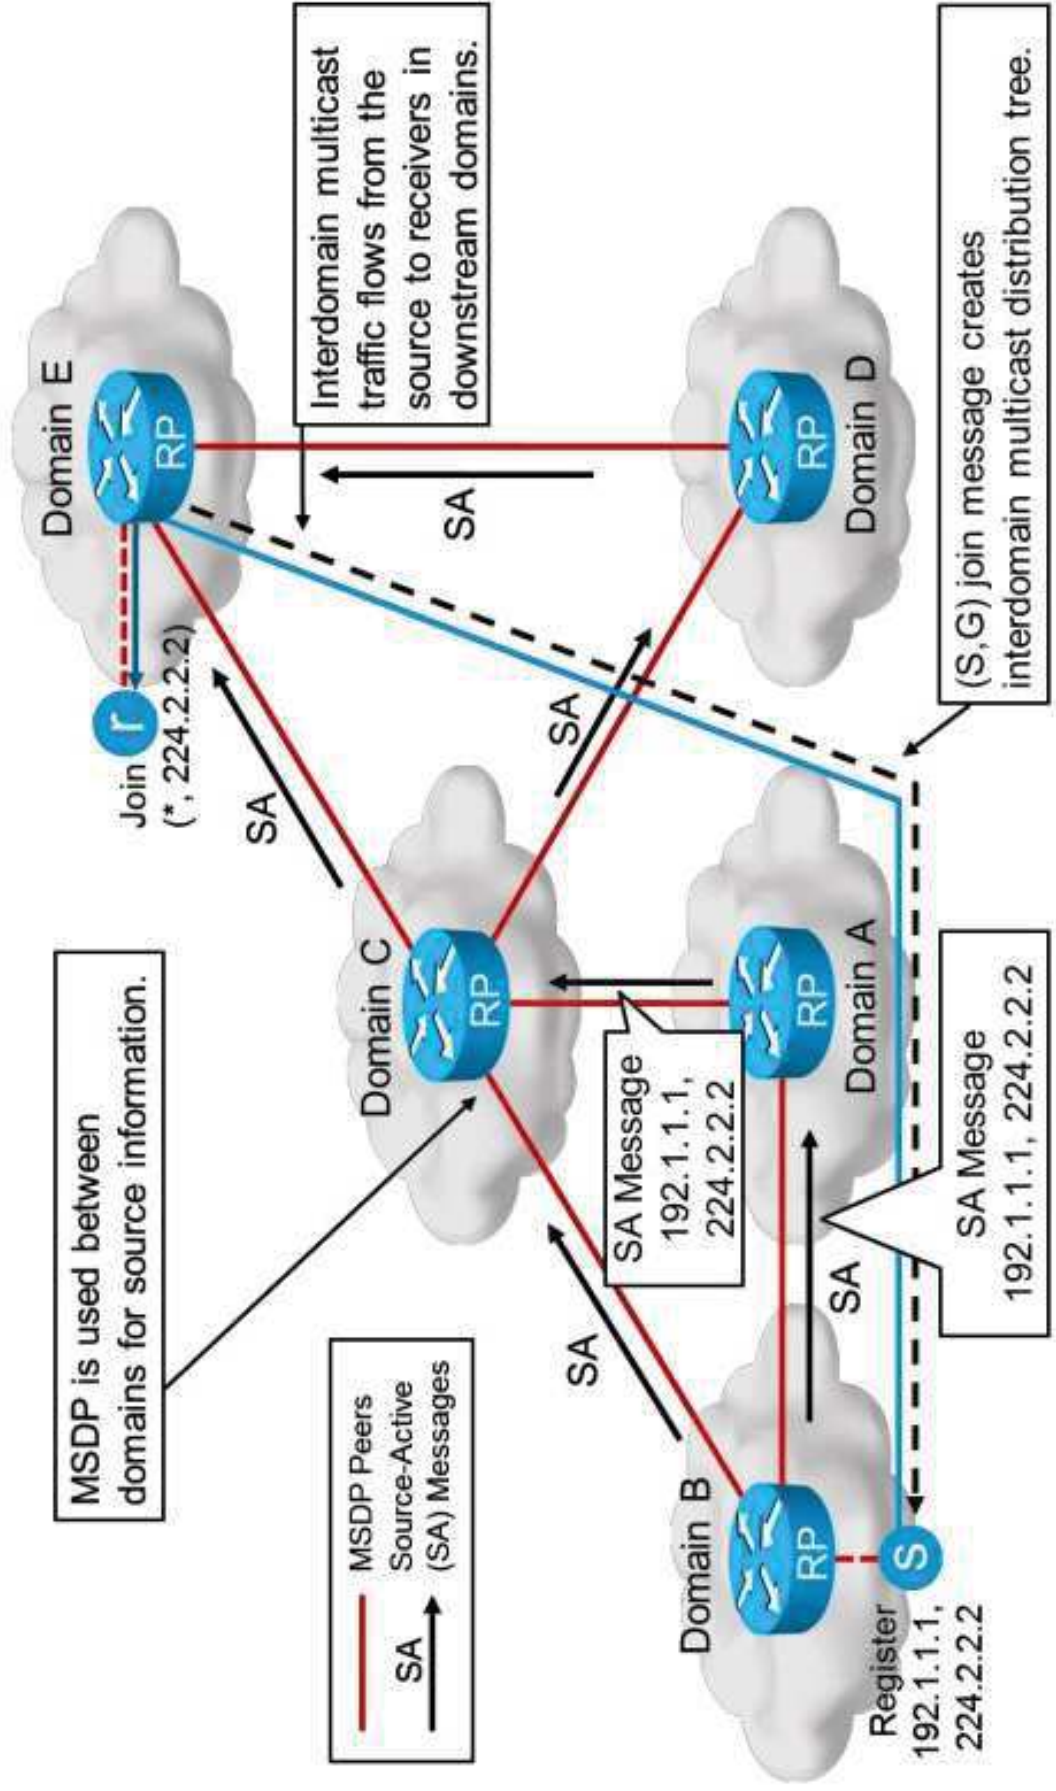 MSDP is used between
domains for source information.
MSDP Peers
SA
Source-Active
(SA) Messages
Domain C
RP
SA
Join
(*, 224.2.2.2)
r
Domain E
RP
Interdomain multicast
traffic flows from the
source to receivers in
downstream domains.
SA
SA
SA
SA Message
192.1.1.1,
224.2.2.2
Domain B
RP
SA
RP
Domain A
RP
Domain D
Register
192.1.1.1,
224.2.2.2
S
SA Message
192.1.1.1, 224.2.2.2
(S,G) join message creates
interdomain multicast distribution tree.